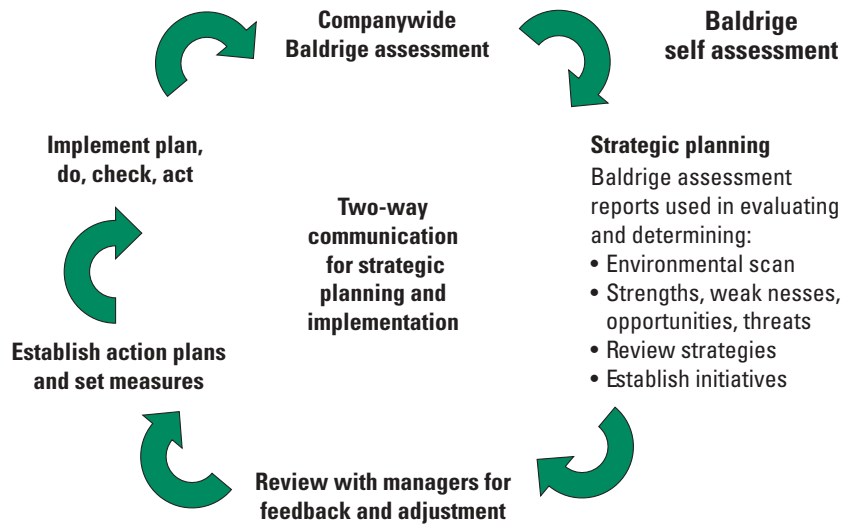 Companywide
Baldrige assessment
Baldrige
self assessment
Strategic planning
Baldrige assessment
reports used in evaluating
and determining:
• Environmental scan
• Strengths, weak nesses,
opportunities, threats
• Review strategies
• Establish initiatives
Review with managers for
feedback and adjustment
Establish action plans
and set measures
Implement plan,
do, check, act
Two-way
communication
for strategic
planning and
implementation